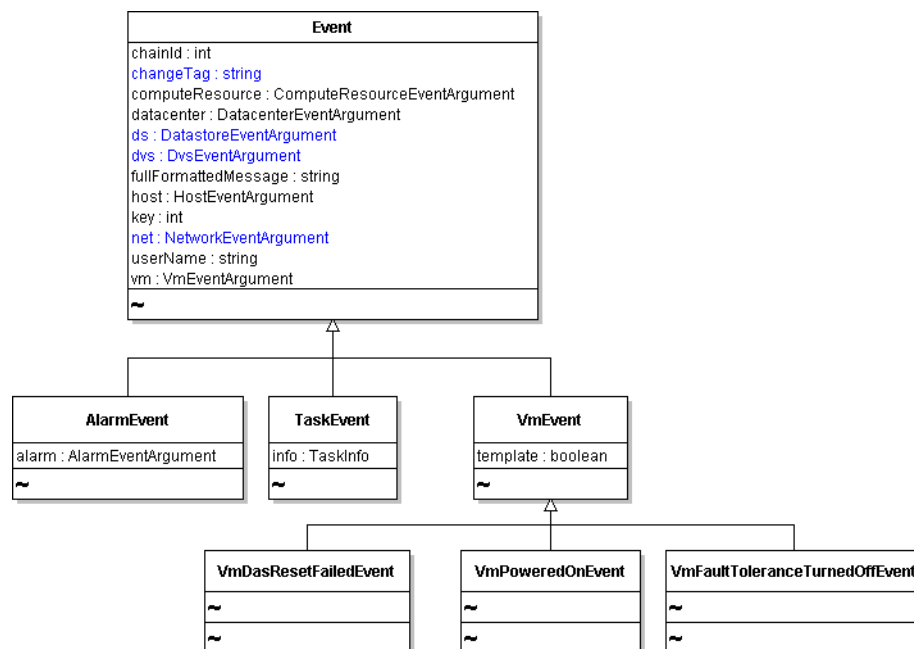 Event
chainId : int
changeTag : string
computeResource : ComputeResourceEventArgument
datacenter : DatacenterEventArgument
ds : DatastoreEventArgument
dvs : DvsEventArgument
fullFormattedMessage : string
host : HostEventArgument
key : int
net : NetworkEventArgument
userName : string
vm : VmEventArgument
~
AlarmEvent
alarm : AlarmEventArgument
~
TaskEvent
info : TaskInfo
~
VmEvent
template : boolean
~
VmDasResetFailedEvent
~
~
VmPoweredOnEvent
~
~
VmFaultToleranceTurnedOffEvent
~
~